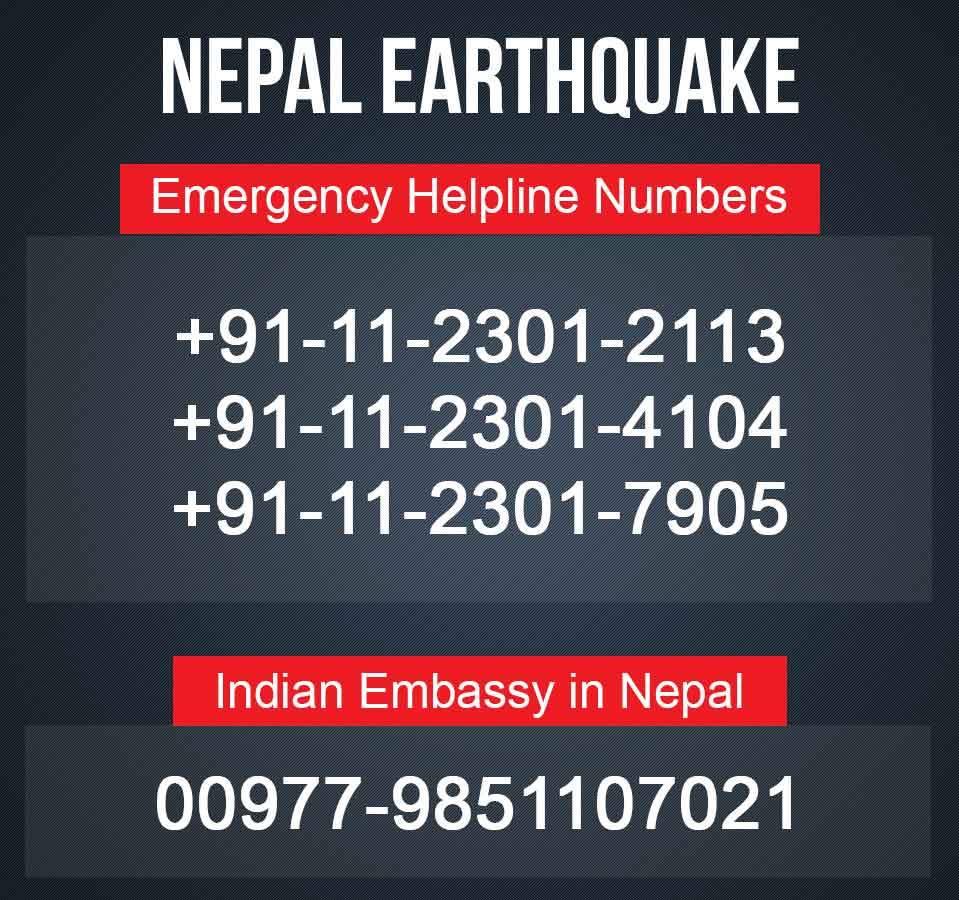 NEPAL EARTHQUAKE
Emergency Helpline Numbers
+91-11-2301-2113
+91-11-2301-4104
+91-11-2301-7905
Indian Embassy in Nepal
00977-9851107021